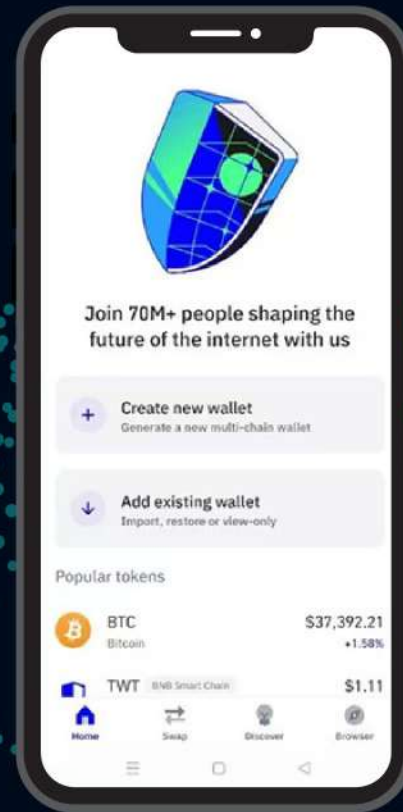 Join 70M+ people shaping the
future of the internet with us
Create new wallet
Generate a new multi-chain wallet
Add existing wallet
Import, restore or view-only
Popular tokens
BTC $37,392.21
Bitcoin +1.58%
TWT BNB Smart Chain $1.11
Home Swap Discover Browser